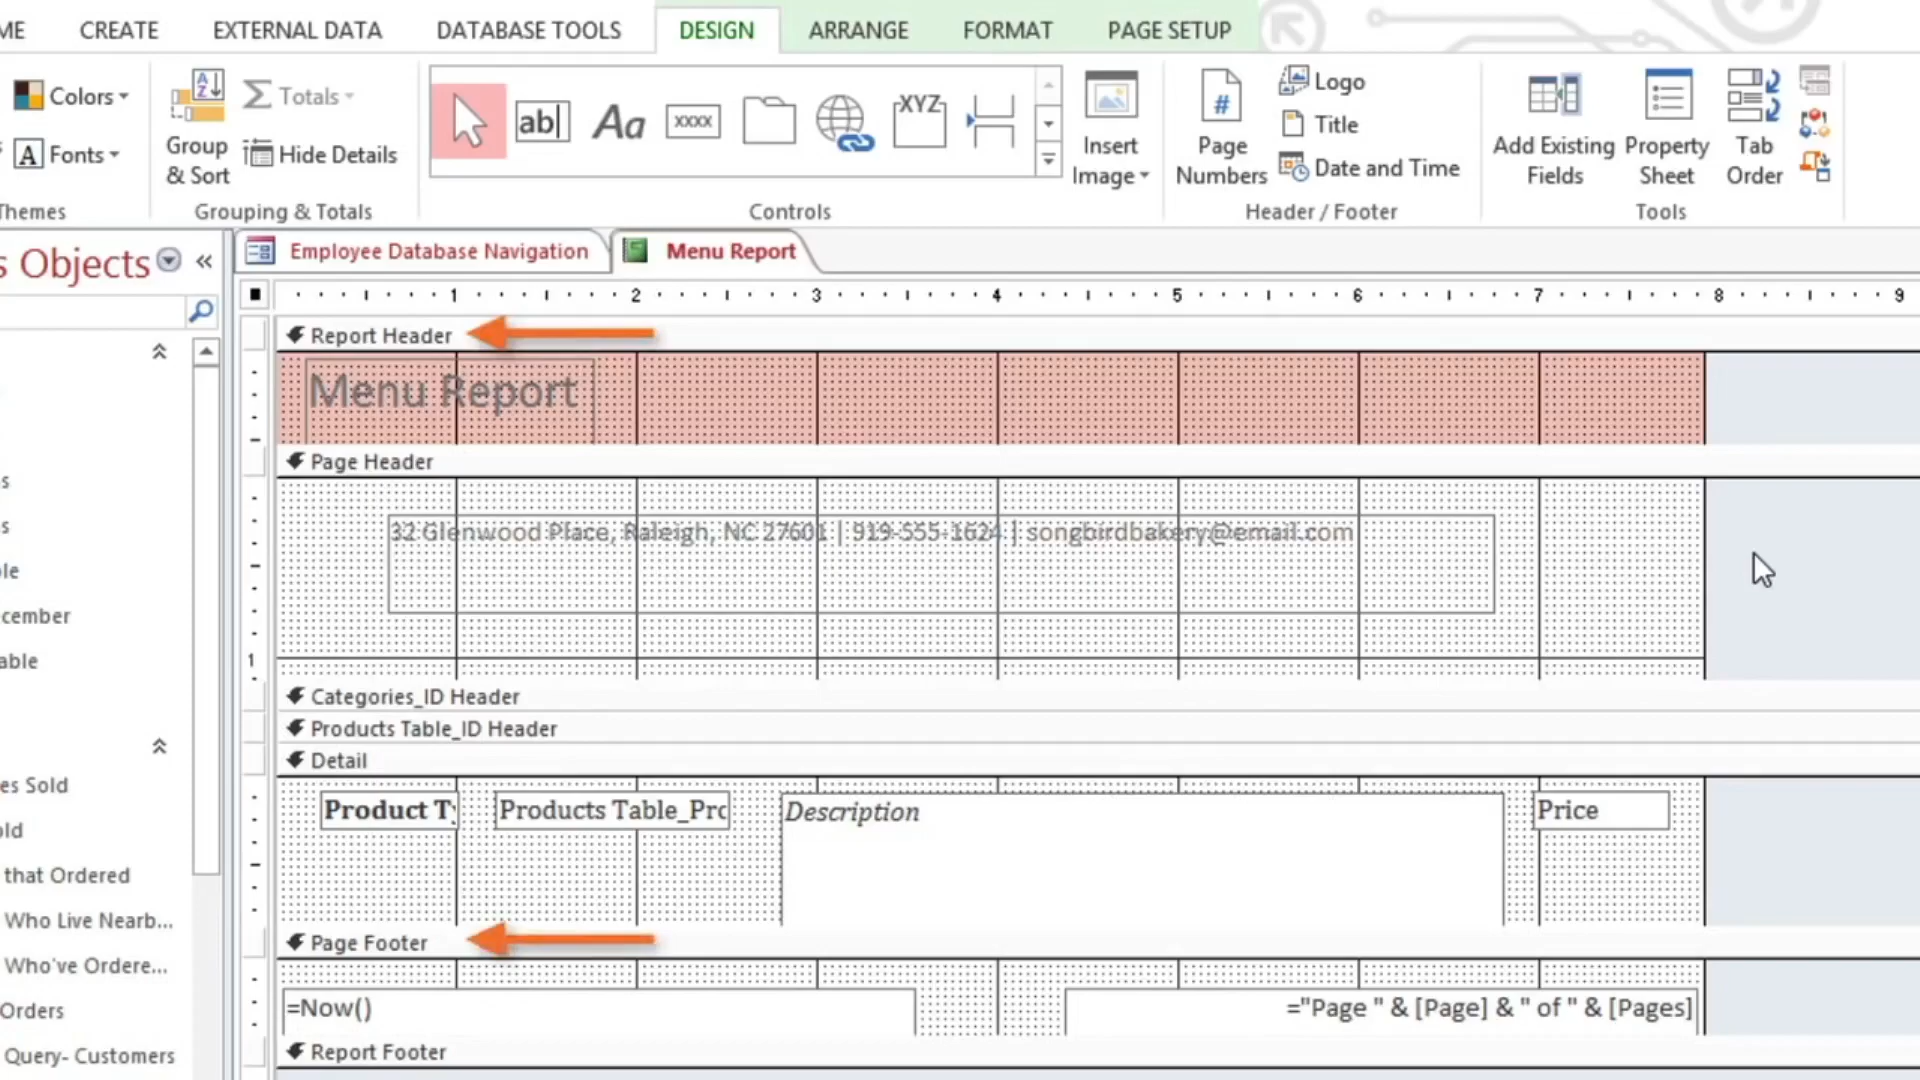 CREATE EXTERNAL DATA DATABASE TOOLS DESIGN ARRANGE FORMAT PAGE SETUP
Colors
Fonts
Group & Sort
Totals
Hide Details
Grouping & Totals
ab|
Aa
xxxx
XYZ
Controls
Insert Image
Page Numbers
Logo
Title
Date and Time
Header / Footer
Add Existing Fields
Property Sheet
Tab Order
Tools
Objects
Employee Database Navigation
Menu Report
1 2 3 4 5 6 7 8 9
Report Header
Menu Report
Page Header
32 Glenwood Place, Raleigh, NC 27601 | 919-555-1624 | songbirdbakery@email.com
1
Categories_ID Header
Products Table_ID Header
Detail
Product Ty
Products Table_Pro
Description
Price
Page Footer
=Now()
="Page " & [Page] & " of " & [Pages]
Report Footer
cember
able
es Sold
old
that Ordered
Who Live Nearb...
Who've Ordere...
Orders
Query- Customers